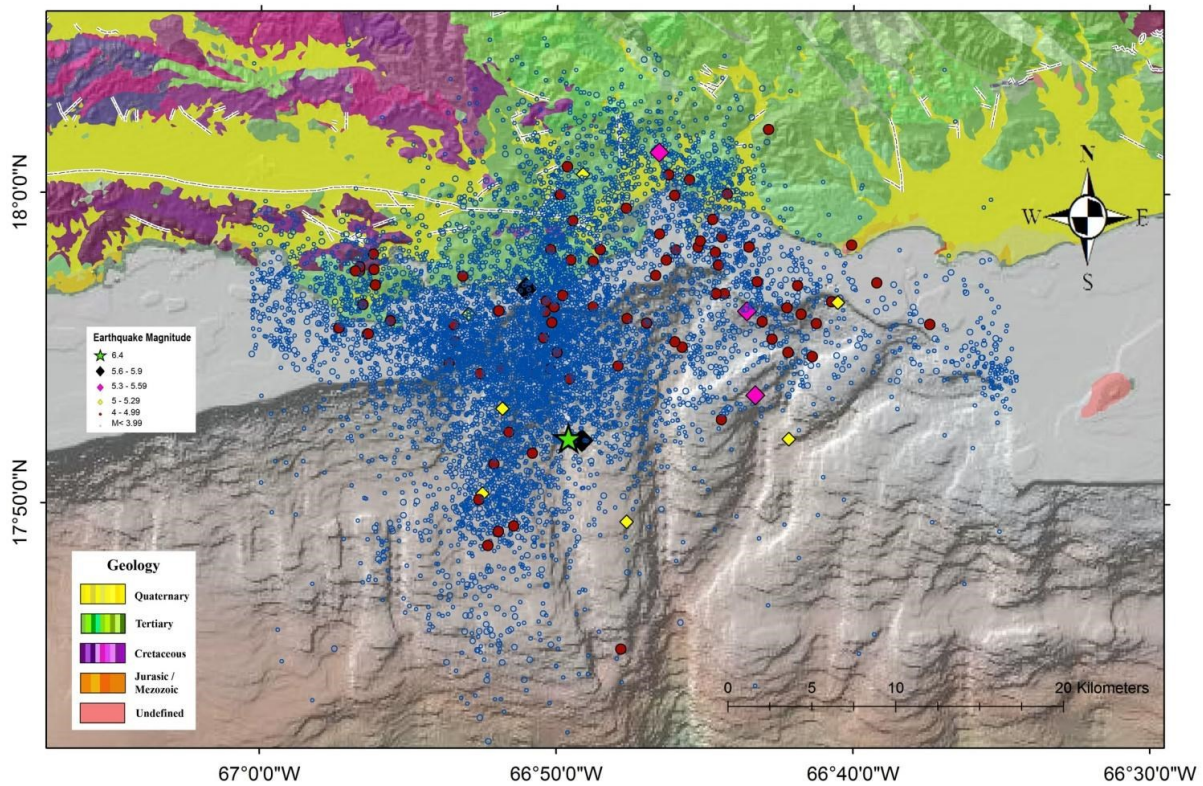 N
W
E
S
18°0'0"N
17°50'0"N
Earthquake Magnitude
6.4
5.6 - 5.9
5.3 - 5.59
5 - 5.29
4 - 4.99
M< 3.99
Geology
Quaternary
Tertiary
Cretaceous
Jurasic /
Mezozoic
Undefined
0 5 10 20 Kilometers
67°0'0"W 66°50'0"W 66°40'0"W 66°30'0"W